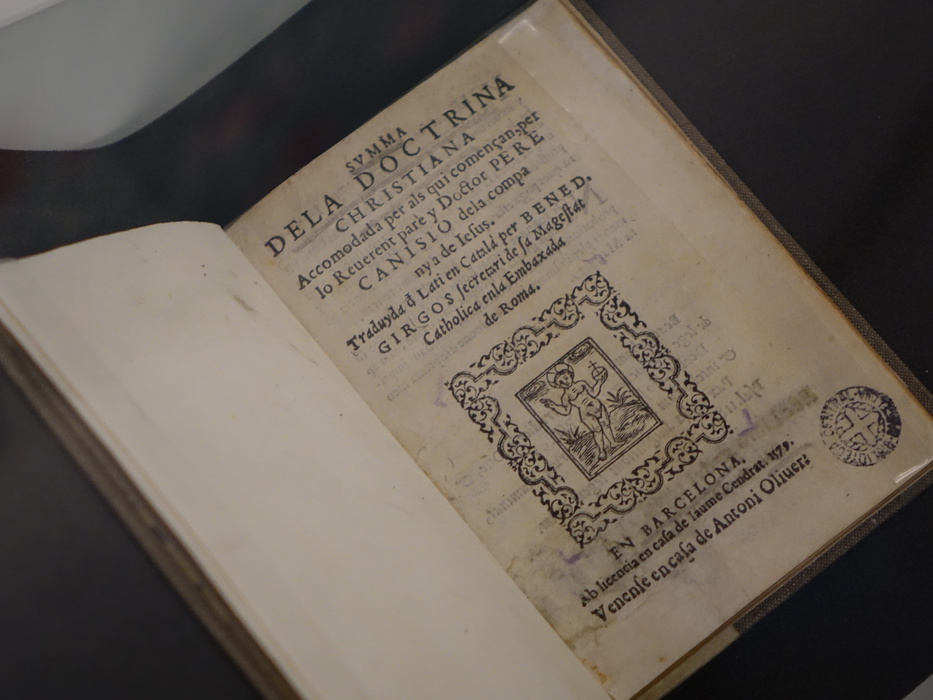 SVMMA
DELA DOCTRINA
CHRISTIANA
Accomodada per als qui començan, per
lo Reuerent pare y Doctor PERE
CANISIO dela compa
nya de Iesus.
Traduyda d̃ Lati en Català per BENED.
GIRGOS secretari de sa Magestat
Catholica enla Embaxada
de Roma.
EN BARCELONA.
Ab licencia en casa de Iaume Cendrat. 1579.
Venense en casa de Antoni Oliuer: